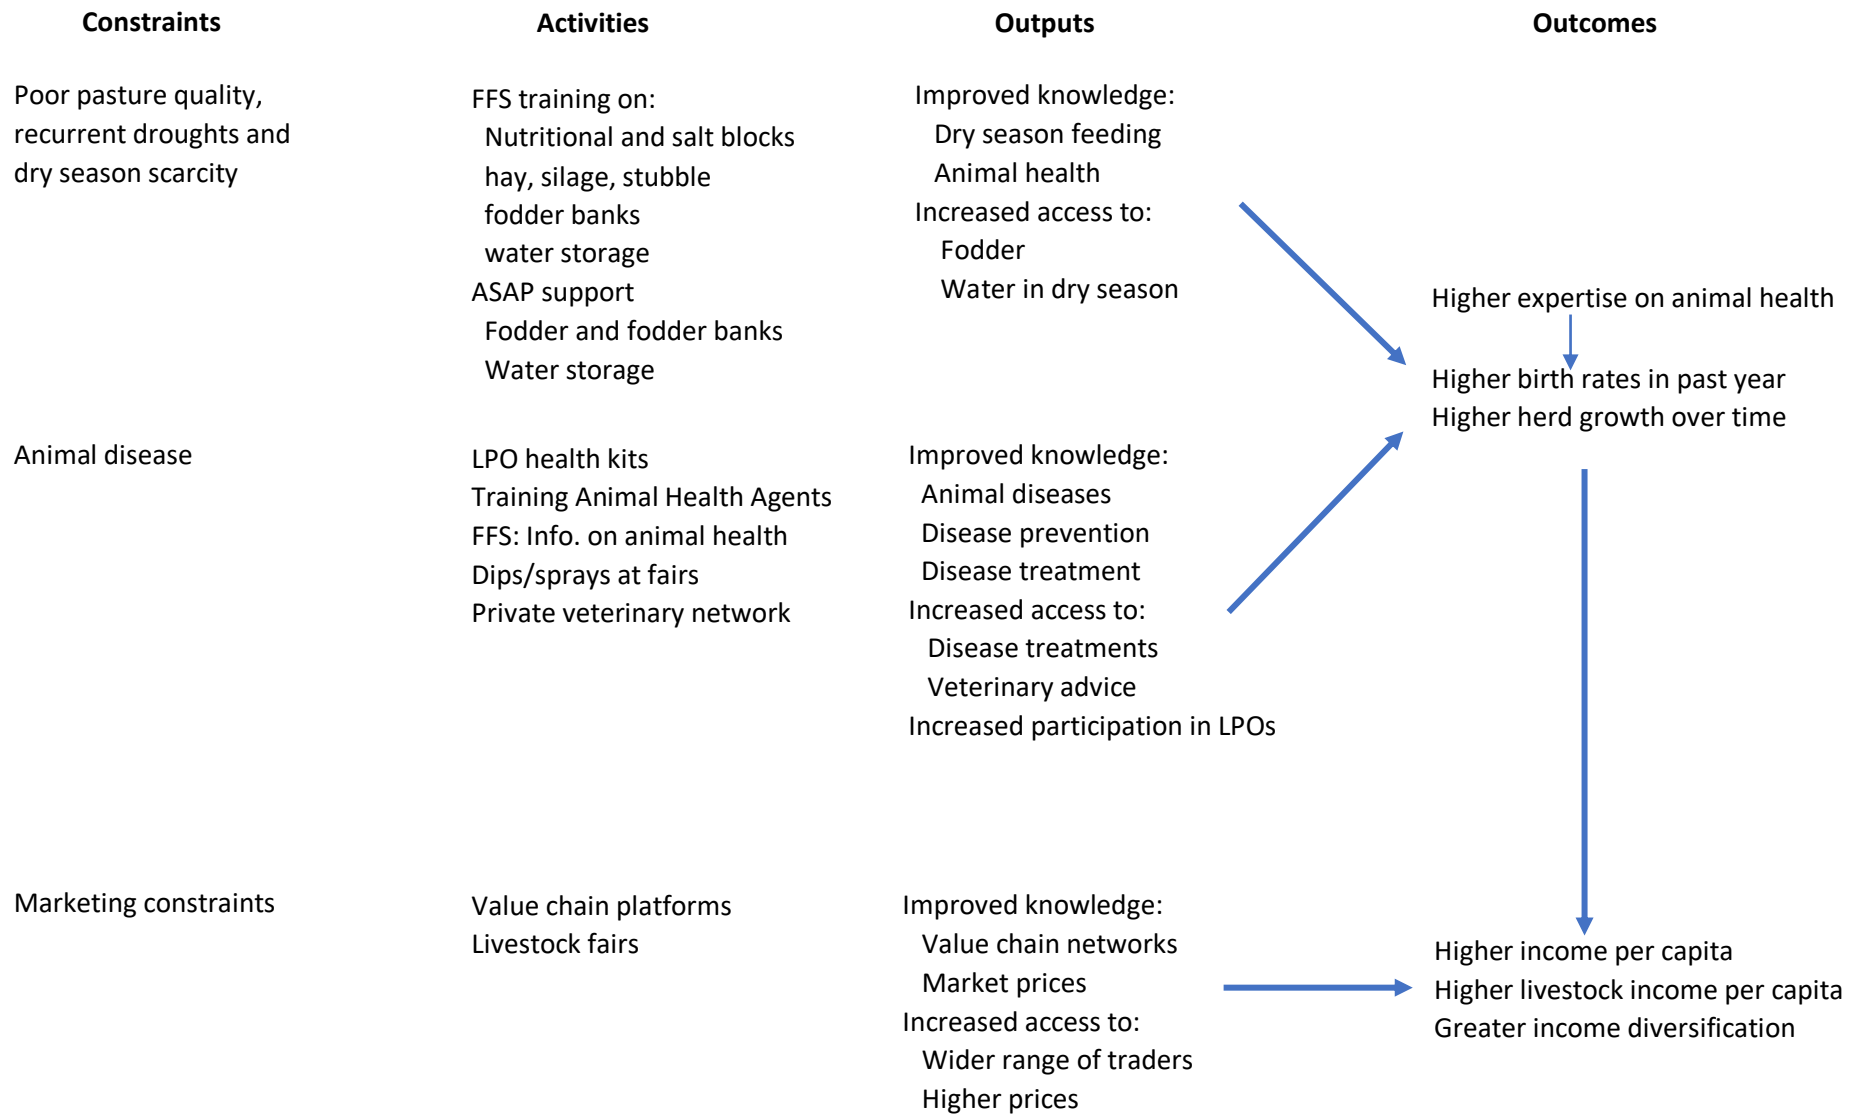 Constraints
Activities
Outputs
Outcomes
Poor pasture quality,
recurrent droughts and
dry season scarcity
FFS training on:
Nutritional and salt blocks
hay, silage, stubble
fodder banks
water storage
ASAP support
Fodder and fodder banks
Water storage
Improved knowledge:
Dry season feeding
Animal health
Increased access to:
Fodder
Water in dry season
Higher expertise on animal health
Higher birth rates in past year
Higher herd growth over time
Animal disease
LPO health kits
Training Animal Health Agents
FFS: Info. on animal health
Dips/sprays at fairs
Private veterinary network
Improved knowledge:
Animal diseases
Disease prevention
Disease treatment
Increased access to:
Disease treatments
Veterinary advice
Increased participation in LPOs
Marketing constraints
Value chain platforms
Livestock fairs
Improved knowledge:
Value chain networks
Market prices
Increased access to:
Wider range of traders
Higher prices
Higher income per capita
Higher livestock income per capita
Greater income diversification